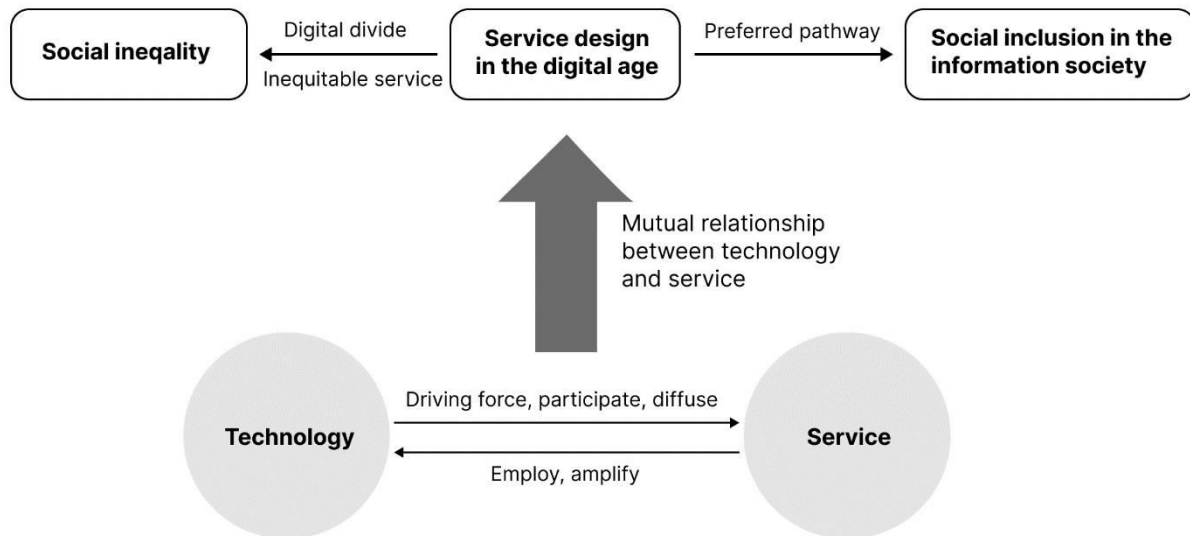 Social ineqality
Digital divide
Inequitable service
Service design
in the digital age
Preferred pathway
Social inclusion in the
information society
Mutual relationship
between technology
and service
Technology
Driving force, participate, diffuse
Employ, amplify
Service